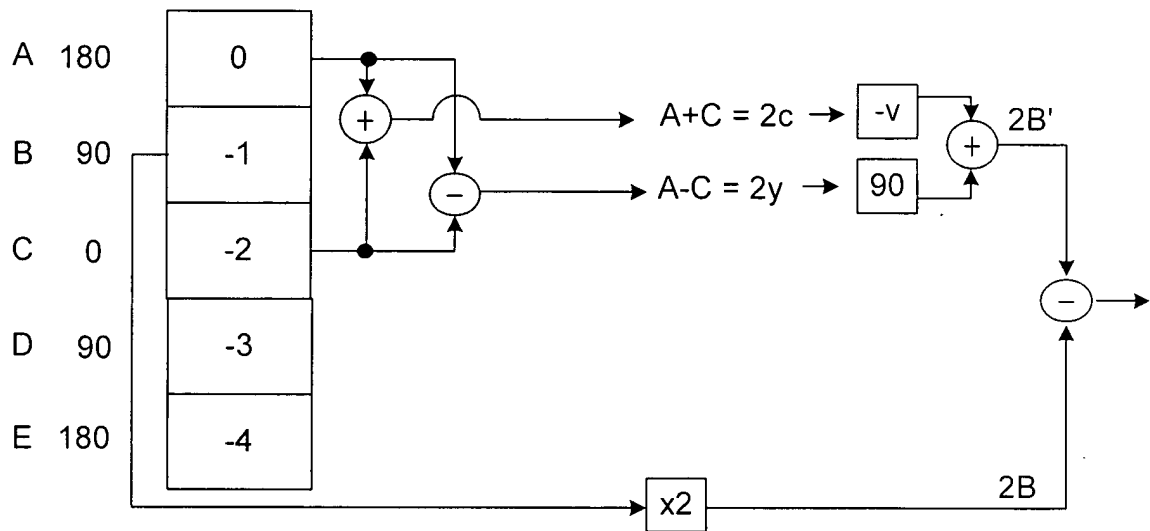 A 180 0
+
A+C = 2c
-v
+
2B'
B 90 -1
−
A-C = 2y
90
C 0 -2
−
D 90 -3
E 180 -4
x2
2B